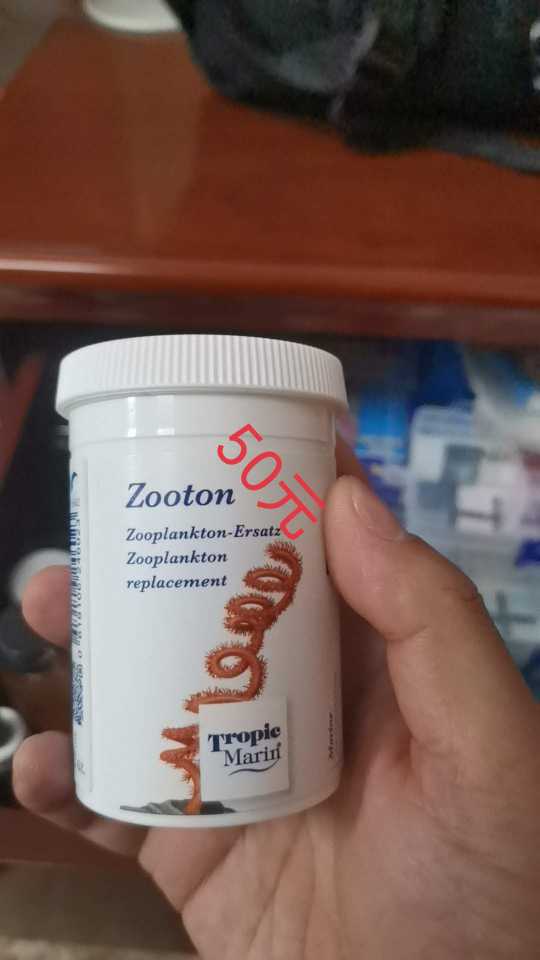 50元
Zooton
Zooplankton-Ersatz
Zooplankton
replacement
Tropic
Marin